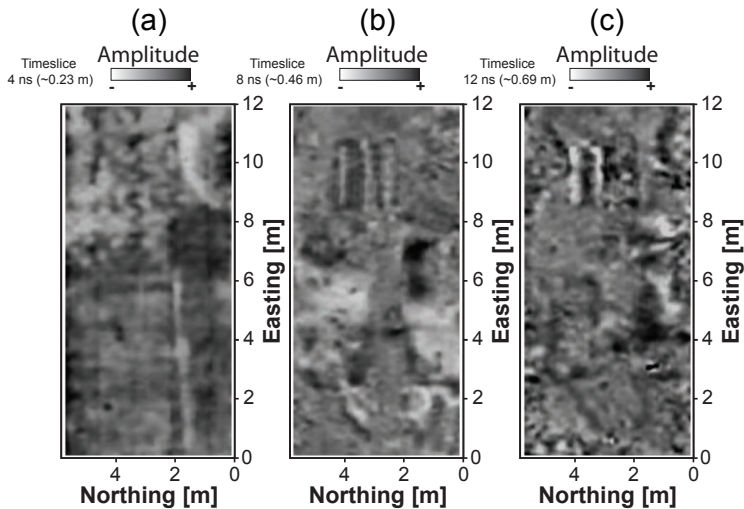 (a) (b) (c)
Timeslice
4 ns (~0.23 m)
Amplitude
- +
Timeslice
8 ns (~0.46 m)
Amplitude
- +
Timeslice
12 ns (~0.69 m)
Amplitude
- +
12
10
8
6
4
2
0
Easting [m]
4 2 0
Northing [m]
12
10
8
6
4
2
0
Easting [m]
4 2 0
Northing [m]
12
10
8
6
4
2
0
Easting [m]
4 2 0
Northing [m]